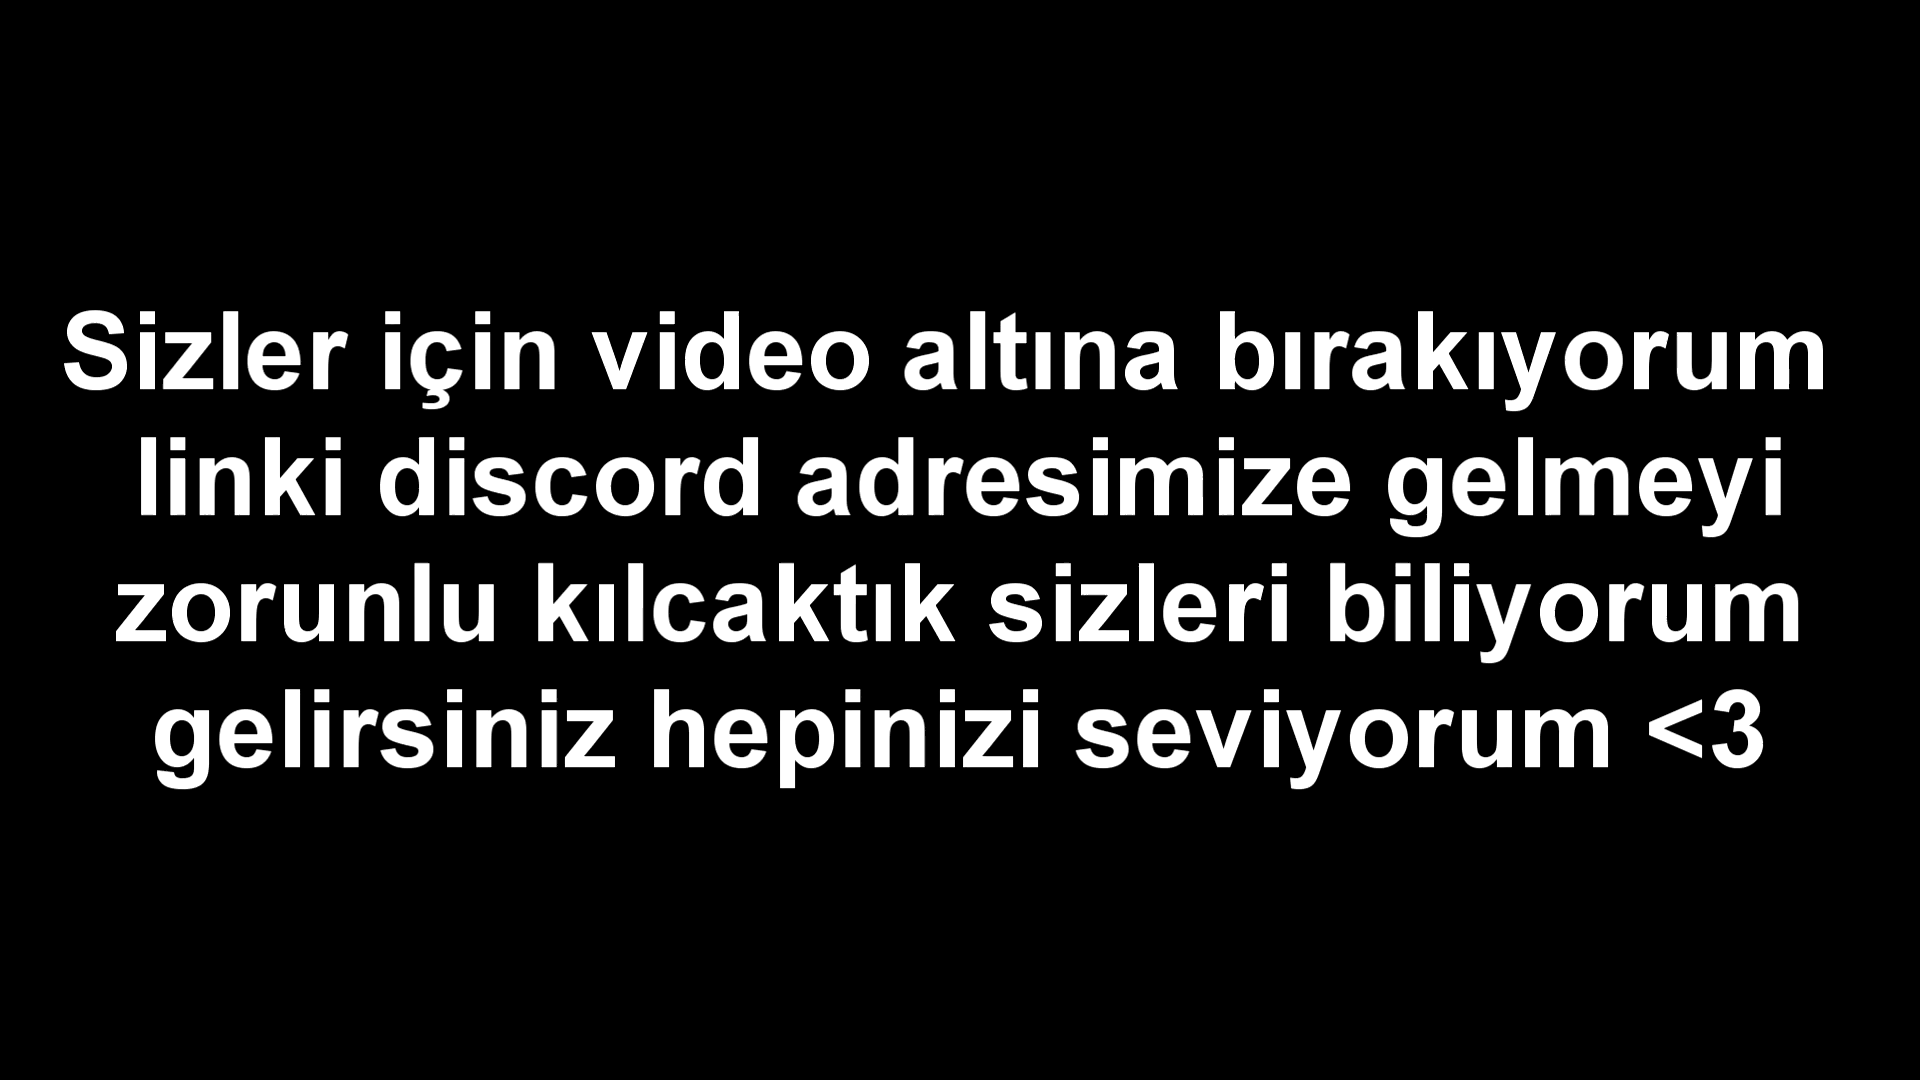 Sizler için video altına bırakıyorum
linki discord adresimize gelmeyi
zorunlu kılcaktık sizleri biliyorum
gelirsiniz hepinizi seviyorum <3